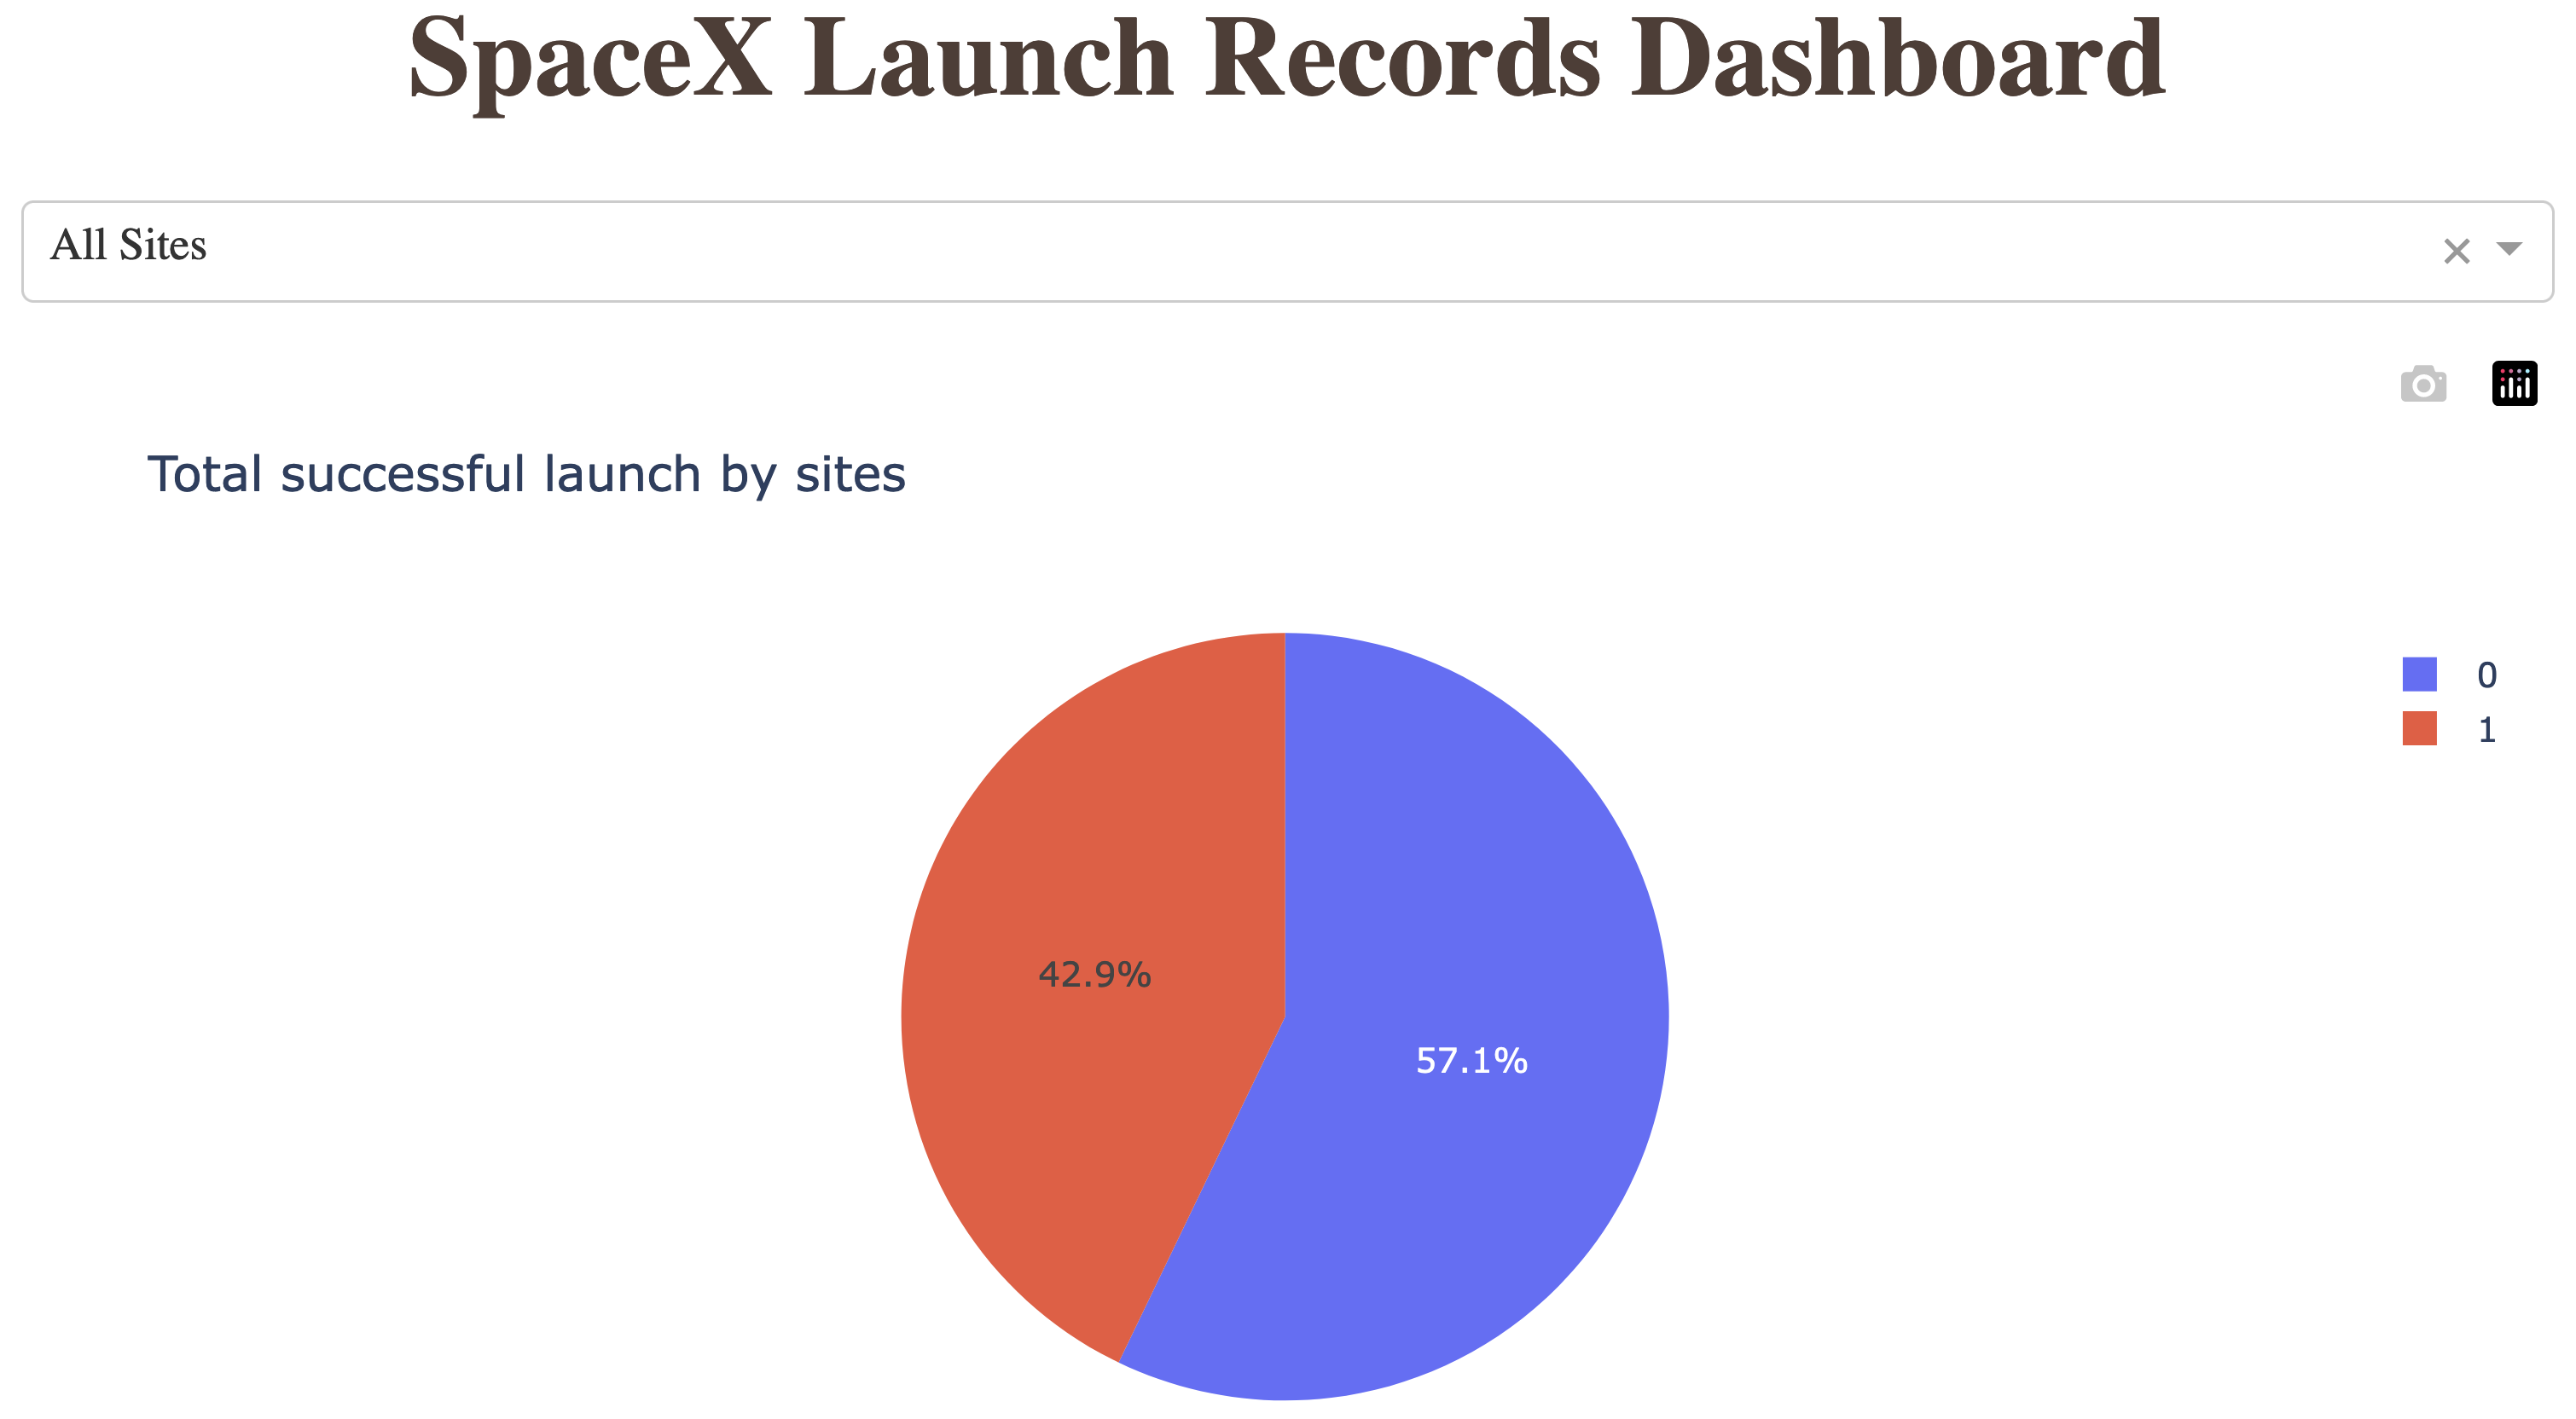 SpaceX Launch Records Dashboard
All Sites
Total successful launch by sites
0
1
42.9%
57.1%